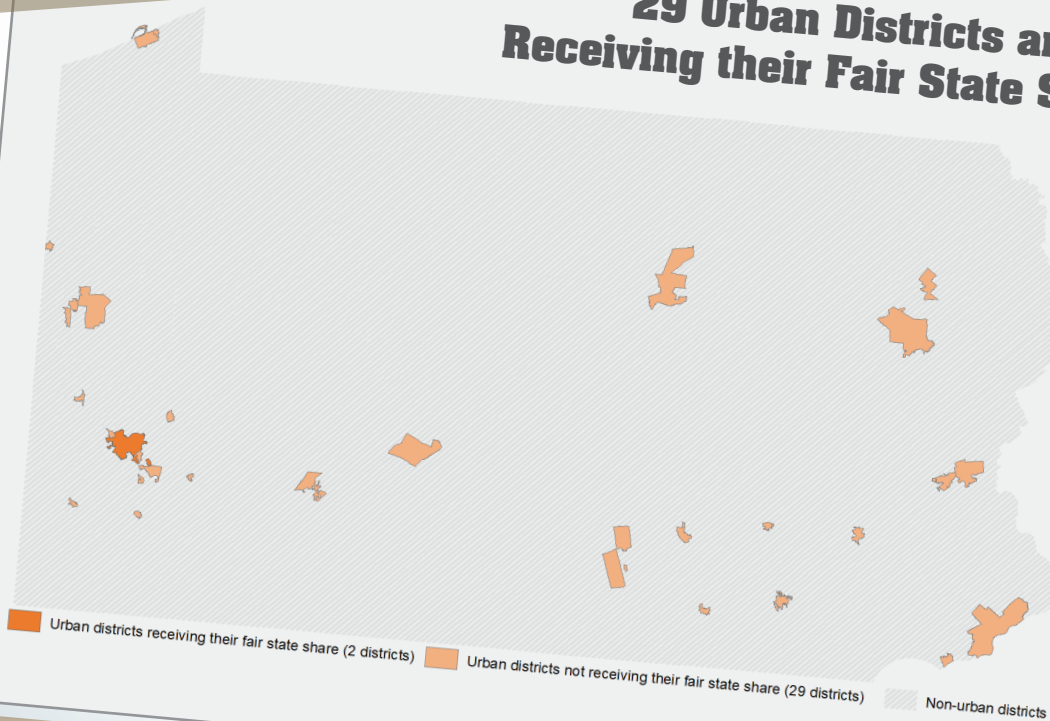 29 Urban Districts
Receiving their Fair State
Urban districts receiving their fair state share (2 districts)
Urban districts not receiving their fair state share (29 districts)
Non-urban districts